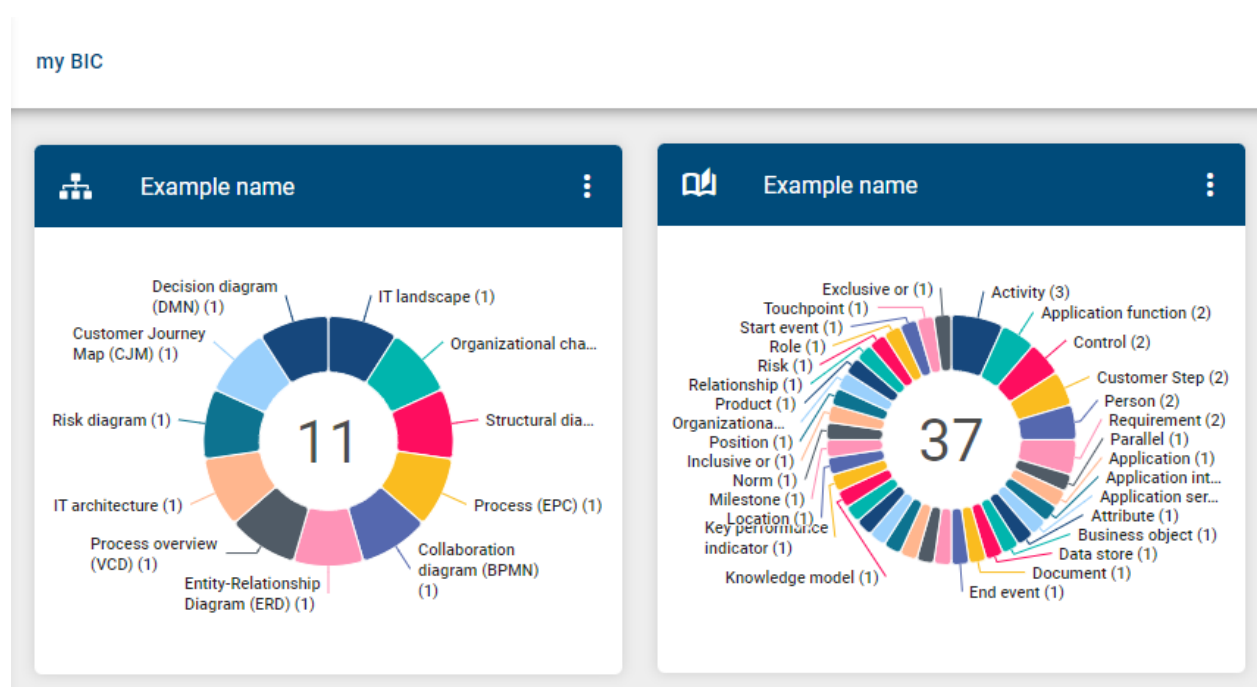 my BIC
Example name
Decision diagram
(DMN) (1)
IT landscape (1)
Customer Journey
Map (CJM) (1)
Organizational cha...
Risk diagram (1)
Structural dia...
11
IT architecture (1)
Process (EPC) (1)
Process overview
(VCD) (1)
Collaboration
diagram (BPMN)
(1)
Entity-Relationship
Diagram (ERD) (1)
Example name
Exclusive or (1)
Activity (3)
Touchpoint (1)
Application function (2)
Start event (1)
Control (2)
Role (1)
Risk (1)
Customer Step (2)
Relationship (1)
Person (2)
Product (1)
Requirement (2)
Organizationa...
Parallel (1)
37
Position (1)
Application (1)
Inclusive or (1)
Application int...
Norm (1)
Application ser...
Milestone (1)
Attribute (1)
Location (1)
Business object (1)
Key performance
indicator (1)
Data store (1)
Knowledge model (1)
Document (1)
End event (1)